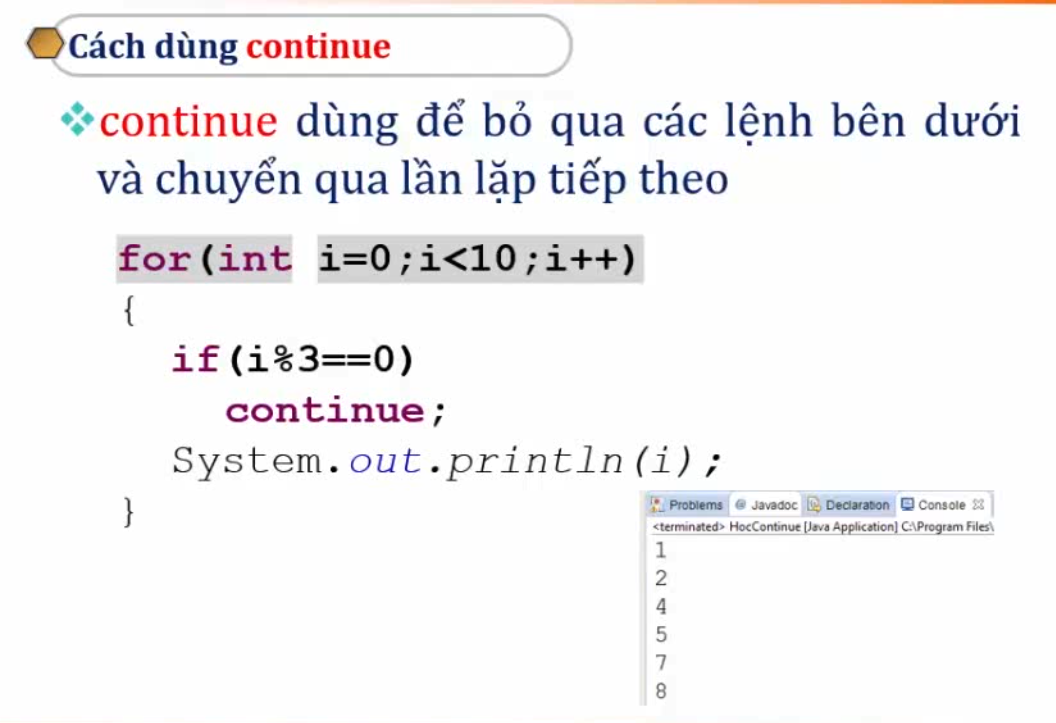 Cách dùng continue
continue dùng để bỏ qua các lệnh bên dưới
và chuyển qua lần lặp tiếp theo
for(int i=0;i<10;i++)
{
if(i%3==0)
continue;
System.out.println(i);
}
Problems @ Javadoc Declaration Console
<terminated> HocContinue [Java Application] C:\Program Files\
1
2
4
5
7
8